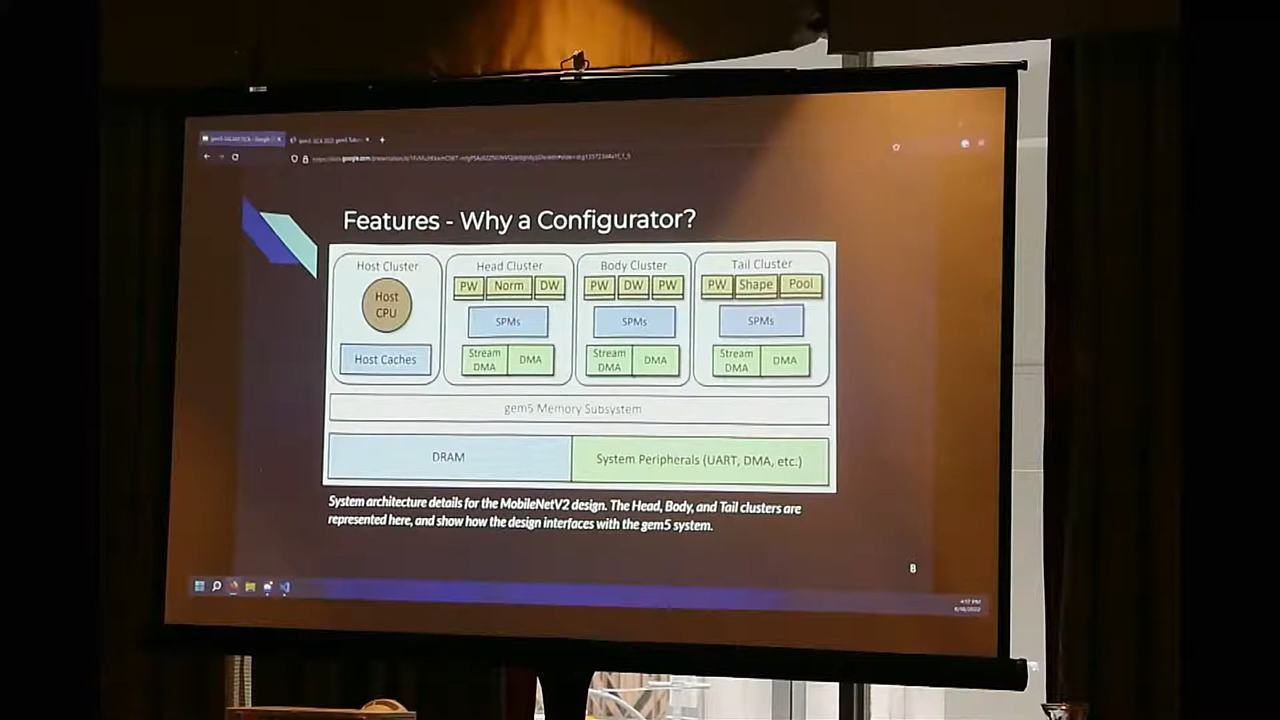 Features - Why a Configurator?
Host Cluster
Host
CPU
Host Caches
Head Cluster
PW Norm DW
SPMs
Stream
DMA
DMA
Body Cluster
PW DW PW
SPMs
Stream
DMA
DMA
Tail Cluster
PW Shape Pool
SPMs
Stream
DMA
DMA
gem5 Memory Subsystem
DRAM
System Peripherals (UART, DMA, etc.)
System architecture details for the MobileNetV2 design. The Head, Body, and Tail clusters are
represented here, and show how the design interfaces with the gem5 system.
8
4:17 PM